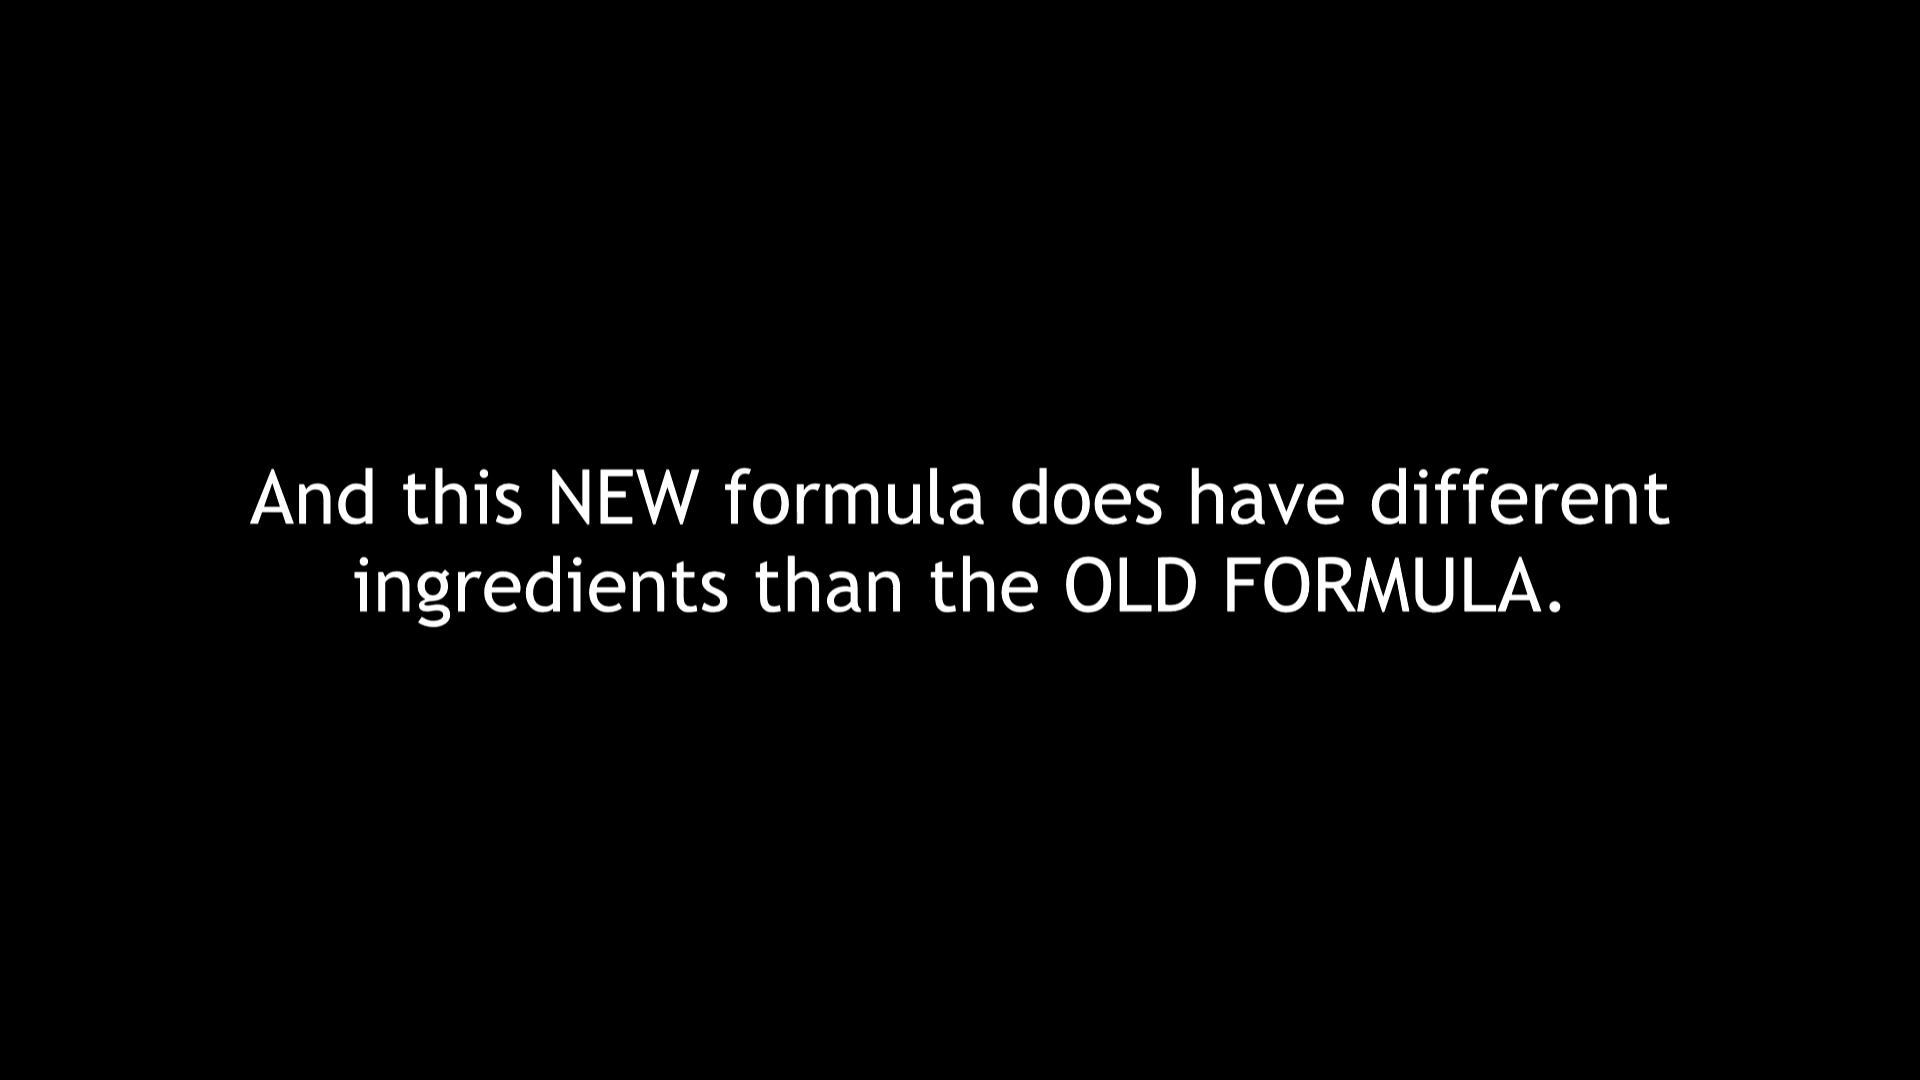 And this NEW formula does have different
ingredients than the OLD FORMULA.